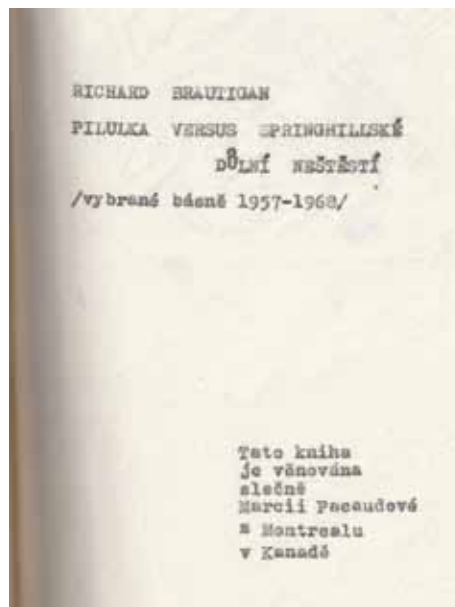 RICHARD BRAUTIGAN
PILULKA VERSUS SPRINGHILLSKÉ
DŮLNÍ NEŠTĚSTÍ
/vybrané básně 1957-1968/
Tato kniha
je věnována
slečně
Marcii Pacaudové
z Montrealu
v Kanadě